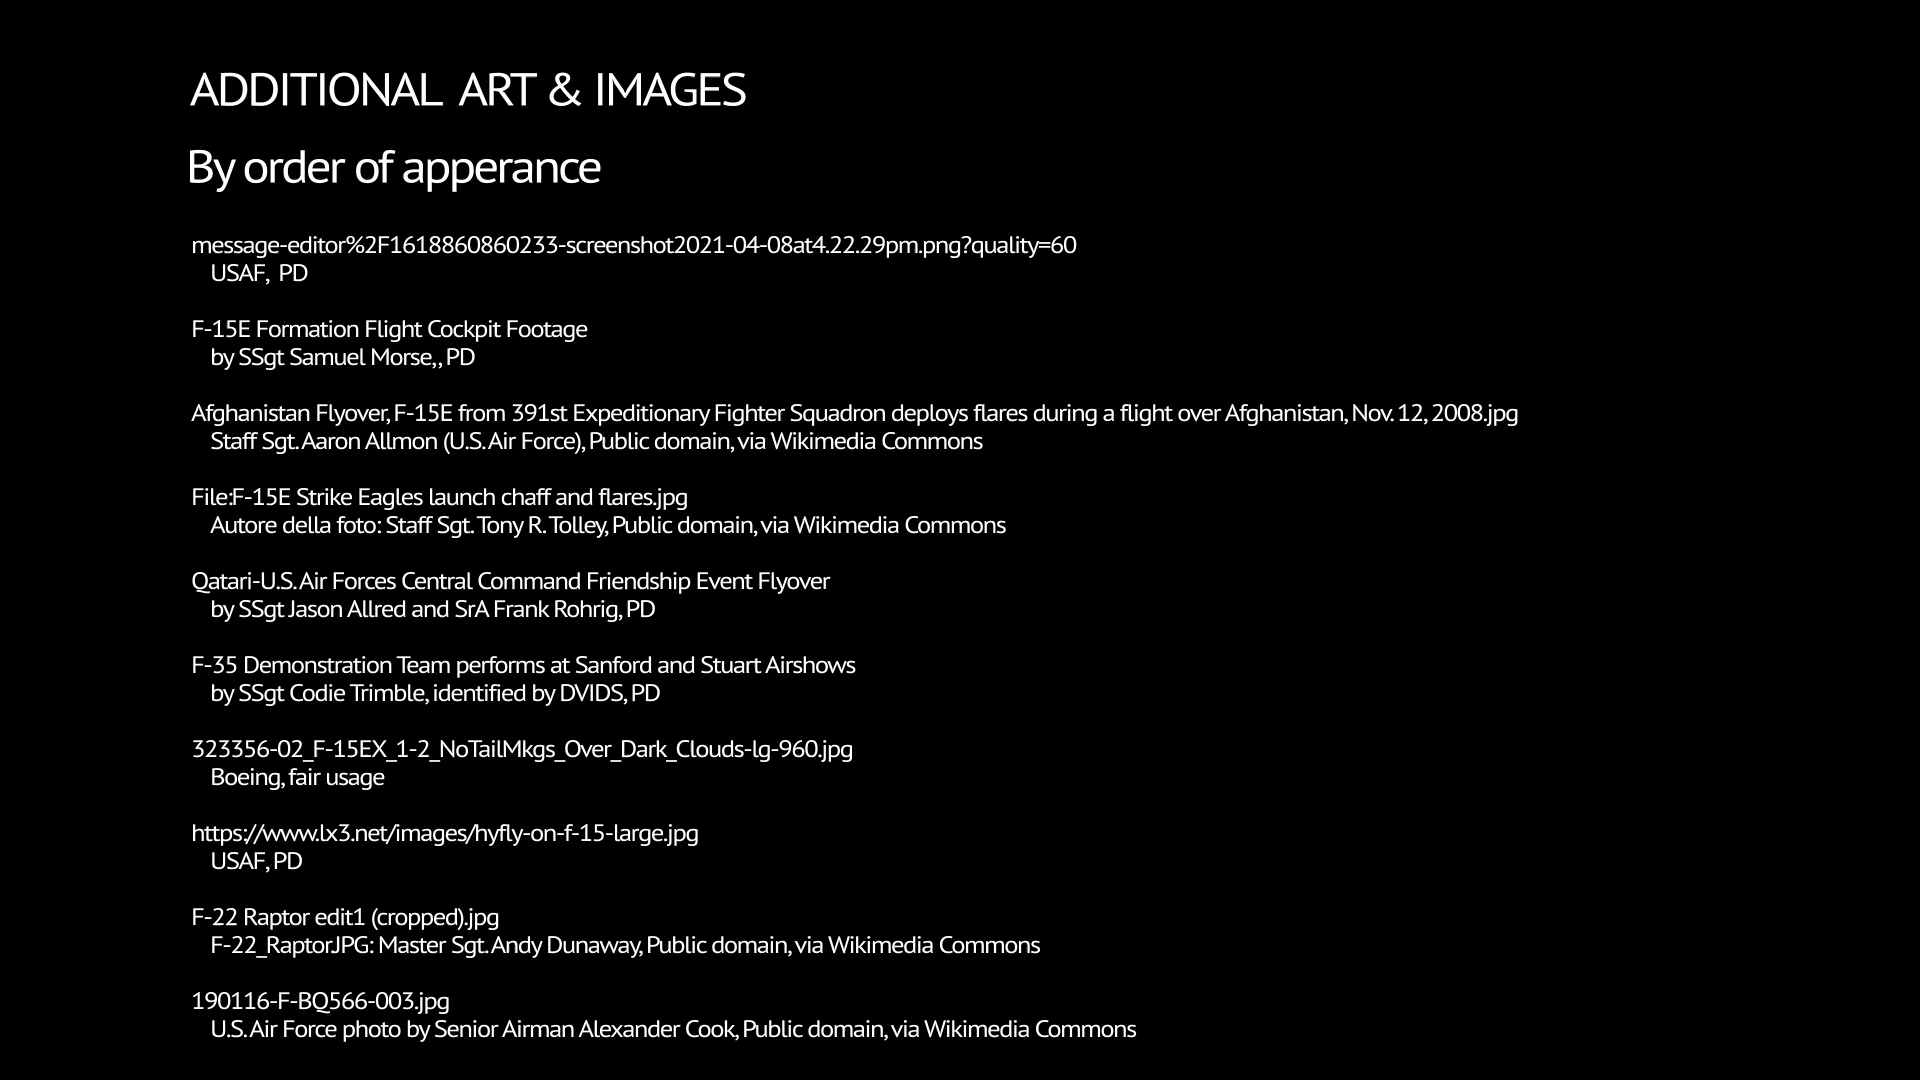 ADDITIONAL ART & IMAGES
By order of apperance
message-editor%2F1618860860233-screenshot2021-04-08at4.22.29pm.png?quality=60
USAF, PD
F-15E Formation Flight Cockpit Footage
by SSgt Samuel Morse,, PD
Afghanistan Flyover, F-15E from 391st Expeditionary Fighter Squadron deploys flares during a flight over Afghanistan, Nov. 12, 2008.jpg
Staff Sgt. Aaron Allmon (U.S. Air Force), Public domain, via Wikimedia Commons
File:F-15E Strike Eagles launch chaff and flares.jpg
Autore della foto: Staff Sgt. Tony R. Tolley, Public domain, via Wikimedia Commons
Qatari-U.S. Air Forces Central Command Friendship Event Flyover
by SSgt Jason Allred and SrA Frank Rohrig, PD
F-35 Demonstration Team performs at Sanford and Stuart Airshows
by SSgt Codie Trimble, identified by DVIDS, PD
323356-02_F-15EX_1-2_NoTailMkgs_Over_Dark_Clouds-lg-960.jpg
Boeing, fair usage
https://www.lx3.net/images/hyfly-on-f-15-large.jpg
USAF, PD
F-22 Raptor edit1 (cropped).jpg
F-22_Raptor.JPG: Master Sgt. Andy Dunaway, Public domain, via Wikimedia Commons
190116-F-BQ566-003.jpg
U.S. Air Force photo by Senior Airman Alexander Cook, Public domain, via Wikimedia Commons